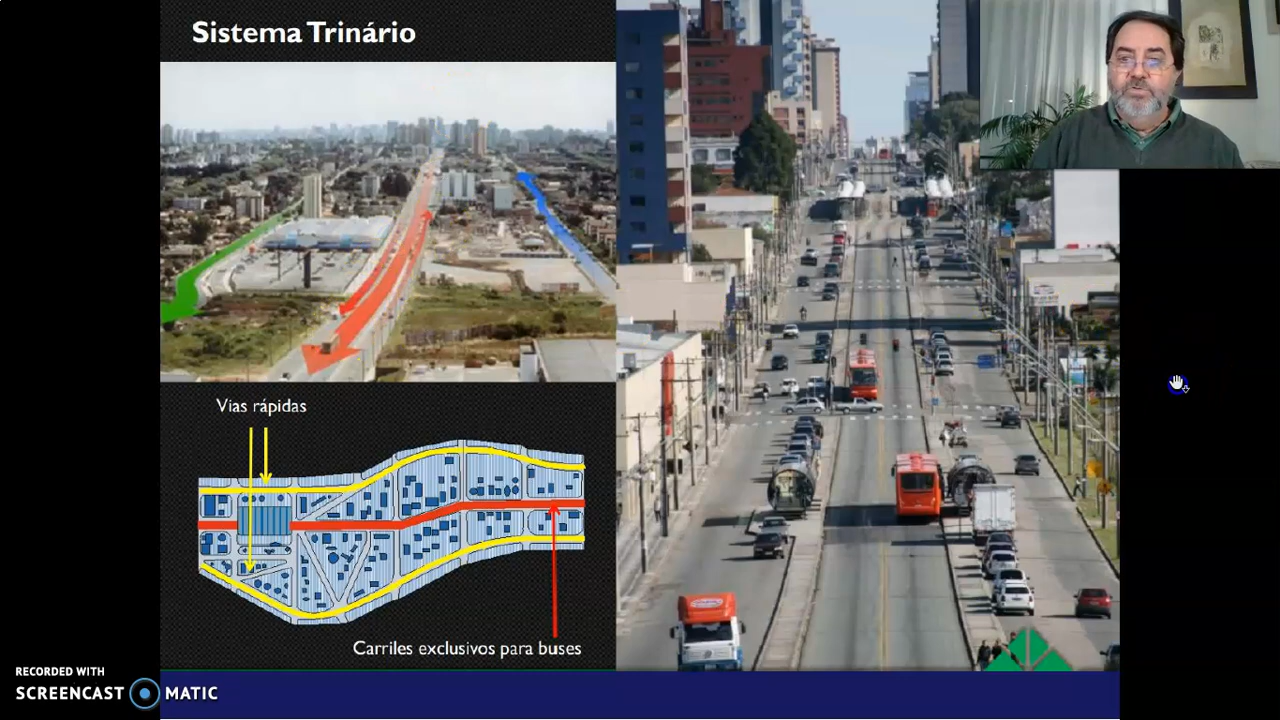 Sistema Trinário
Vias rápidas
Carriles exclusivos para buses
RECORDED WITH
SCREENCAST MATIC